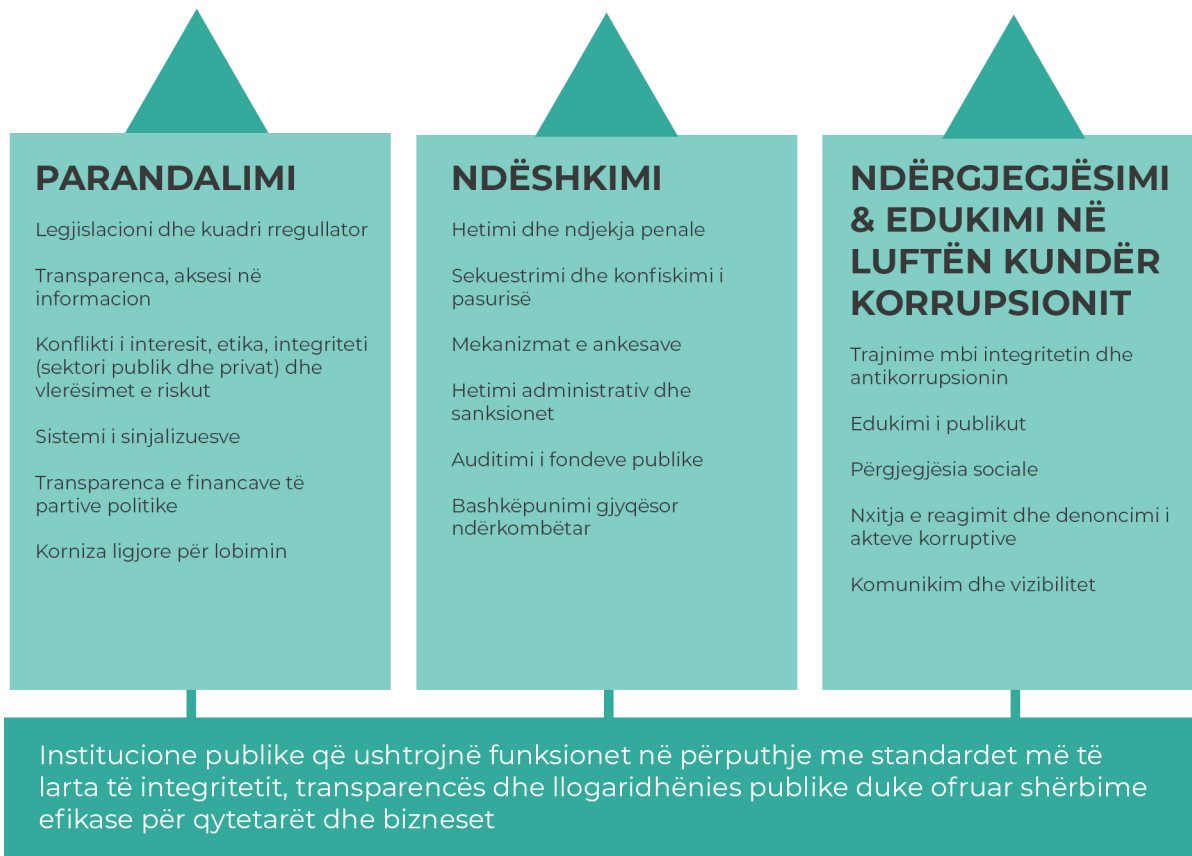 PARANDALIMI
Legjislacioni dhe kuadri rregullator
Transparenca, aksesi në
informacion
Konflikti i interesit, etika, integriteti
(sektori publik dhe privat) dhe
vlerësimet e riskut
Sistemi i sinjalizuesve
Transparenca e financave të
partive politike
Korniza ligjore për lobimin
NDËSHKIMI
Hetimi dhe ndjekja penale
Sekuestrimi dhe konfiskimi i
pasurisë
Mekanizmat e ankesave
Hetimi administrativ dhe
sanksionet
Auditimi i fondeve publike
Bashkëpunimi gjyqësor
ndërkombëtar
NDËRGJEGJËSIMI
& EDUKIMI NË
LUFTËN KUNDËR
KORRUPSIONIT
Trajnime mbi integritetin dhe
antikorrupsionin
Edukimi i publikut
Përgjegjësia sociale
Nxitja e reagimit dhe denoncimi i
akteve korruptive
Komunikim dhe vizibilitet
Institucione publike që ushtrojnë funksionet në përputhje me standardet më të
larta të integritetit, transparencës dhe llogaridhënies publike duke ofruar shërbime
efikase për qytetarët dhe bizneset